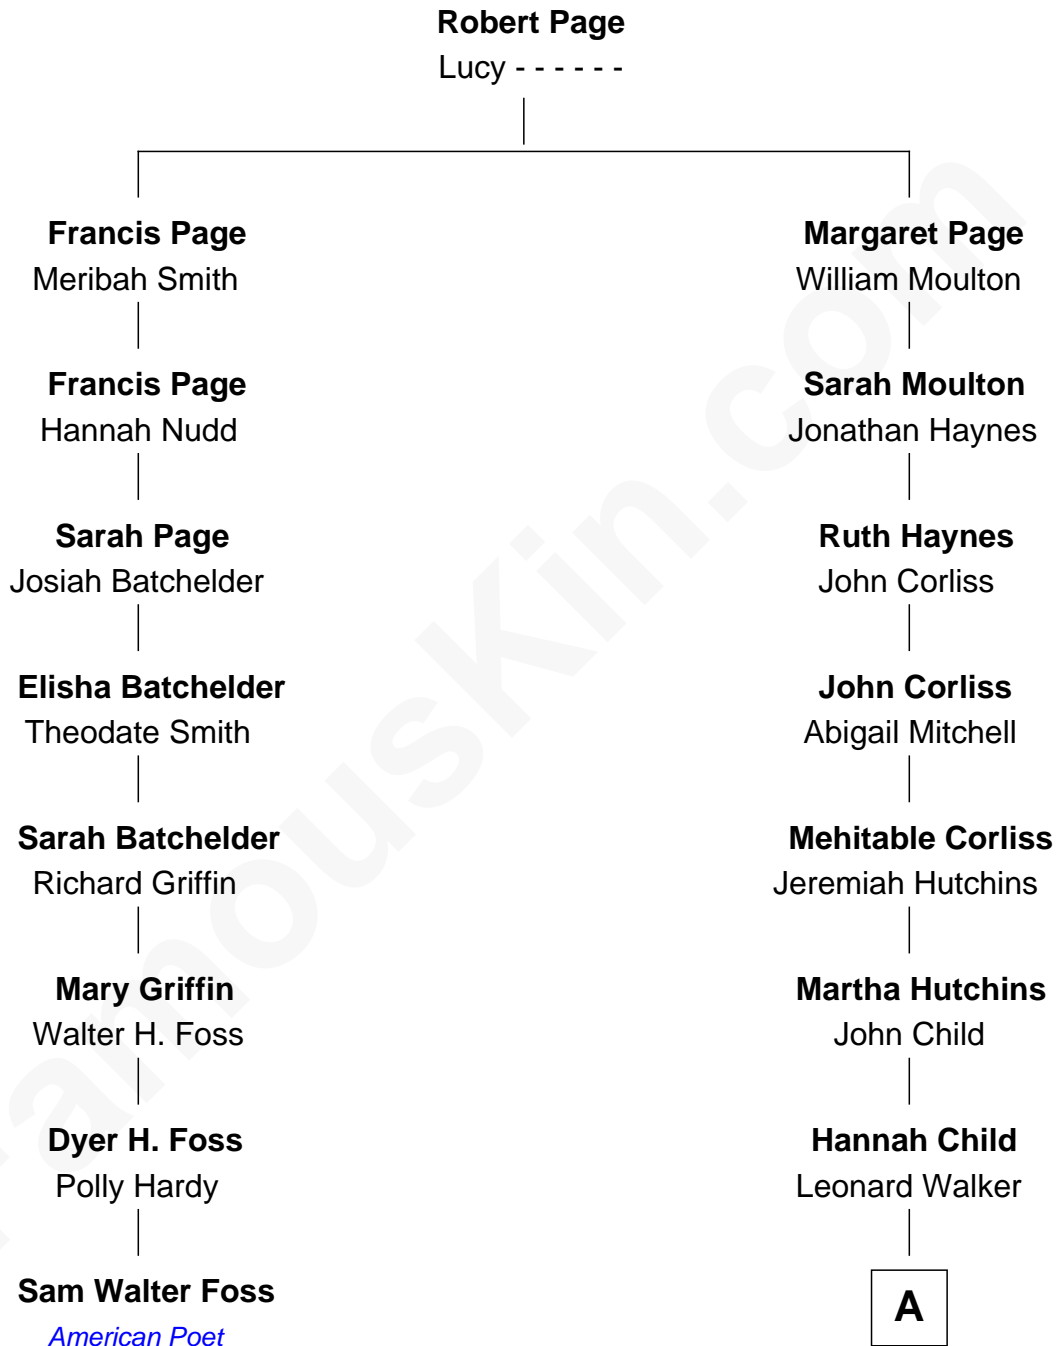 Robert Page
Lucy - - - - - -
Francis Page
Meribah Smith
Margaret Page
William Moulton
Francis Page
Hannah Nudd
Sarah Moulton
Jonathan Haynes
Sarah Page
Josiah Batchelder
Ruth Haynes
John Corliss
Elisha Batchelder
Theodate Smith
John Corliss
Abigail Mitchell
Sarah Batchelder
Richard Griffin
Mehitable Corliss
Jeremiah Hutchins
Mary Griffin
Walter H. Foss
Martha Hutchins
John Child
Dyer H. Foss
Polly Hardy
Hannah Child
Leonard Walker
Sam Walter Foss
American Poet
A
FamousKin.com